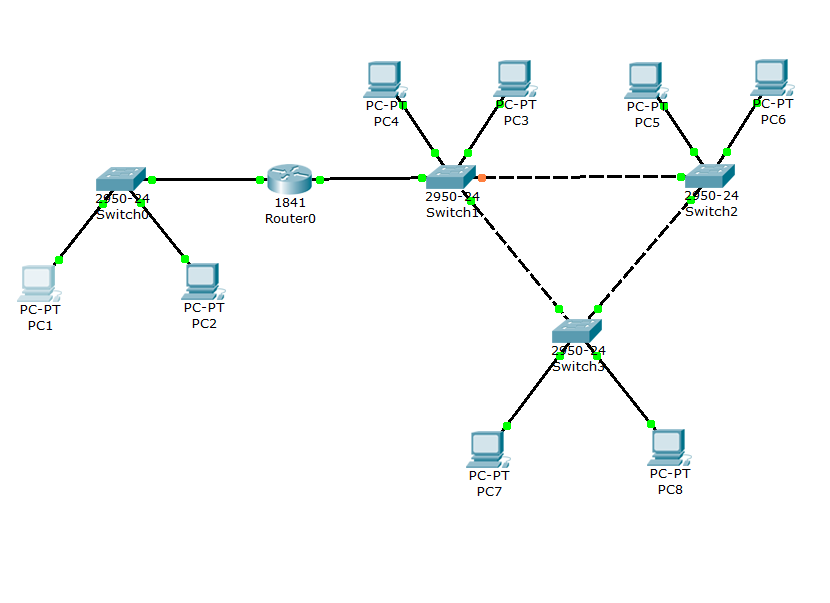 PC-PT
PC4
PC-PT
PC3
PC-PT
PC5
PC-PT
PC6
2950-24
Switch0
1841
Router0
2950-24
Switch1
2950-24
Switch2
PC-PT
PC1
PC-PT
PC2
2950-24
Switch3
PC-PT
PC7
PC-PT
PC8